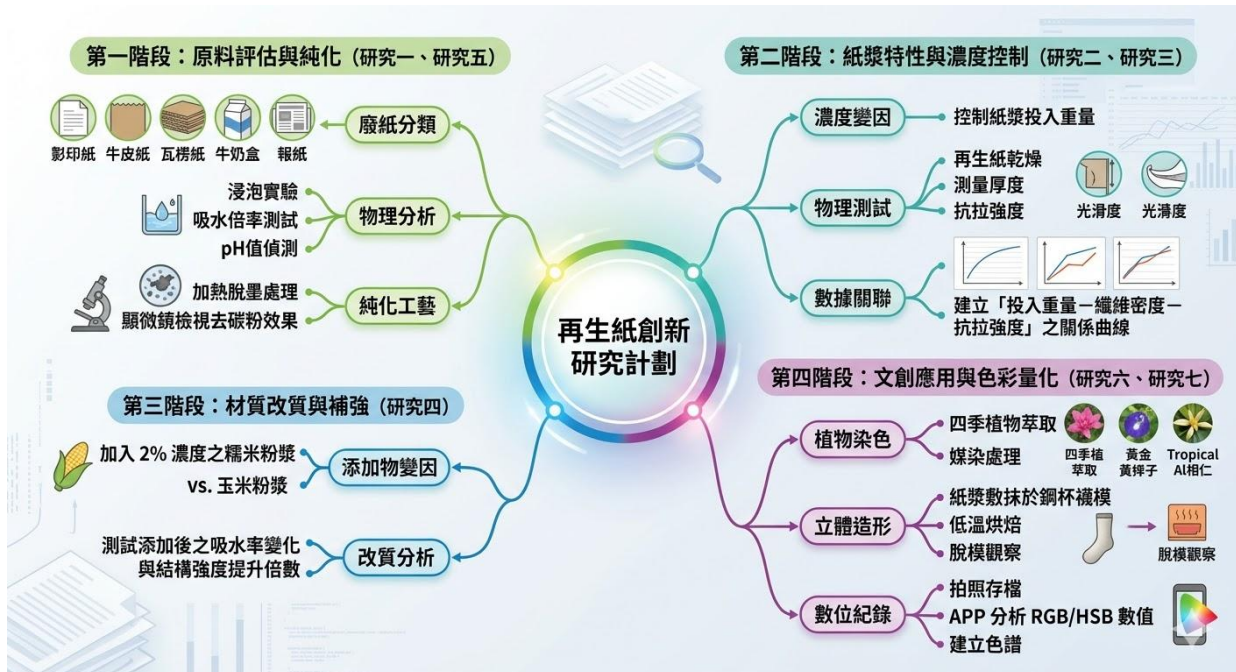 第一階段：原料評估與純化（研究一、研究五）
廢紙分類
影印紙
牛皮紙
瓦楞紙
牛奶盒
報紙
物理分析
浸泡實驗
吸水倍率測試
pH值偵測
純化工藝
加熱脫墨處理
顯微鏡檢視去碳粉效果
第二階段：紙漿特性與濃度控制（研究二、研究三）
濃度變因
控制紙漿投入重量
物理測試
再生紙乾燥
測量厚度
抗拉強度
光滑度
光滑度
數據關聯
建立「投入重量－纖維密度－
抗拉強度」之關係曲線
再生紙創新
研究計劃
第三階段：材質改質與補強（研究四）
添加物變因
加入 2% 濃度之糯米粉漿
vs. 玉米粉漿
改質分析
測試添加後之吸水率變化
與結構強度提升倍數
第四階段：文創應用與色彩量化（研究六、研究七）
植物染色
四季植物萃取
媒染處理
四季植
萃取
黃金
Tropical
Al相仁
立體造形
紙漿敷抹於鋼杯襪模
低溫烘焙
脫模觀察
脫模觀察
數位紀錄
拍照存檔
APP 分析 RGB/HSB 數值
建立色譜